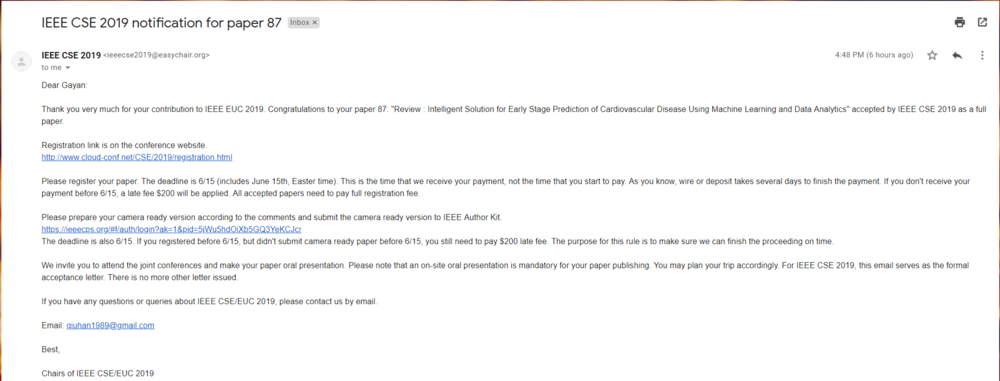 IEEE CSE 2019 notification for paper 87 Inbox ×
IEEE CSE 2019 <ieeecse2019@easychair.org> 4:48 PM (6 hours ago)
to me
Dear Gayan:
Thank you very much for your contribution to IEEE EUC 2019. Congratulations to your paper 87: "Review : Intelligent Solution for Early Stage Prediction of Cardiovascular Disease Using Machine Learning and Data Analytics" accepted by IEEE CSE 2019 as a full
paper.
Registration link is on the conference website.
http://www.cloud-conf.net/CSE/2019/registration.html
Please register your paper. The deadline is 6/15 (includes June 15th, Easter time). This is the time that we receive your payment, not the time that you start to pay. As you know, wire or deposit takes several days to finish the payment. If you don't receive your
payment before 6/15, a late fee $200 will be applied. All accepted papers need to pay full registration fee.
Please prepare your camera ready version according to the comments and submit the camera ready version to IEEE Author Kit.
https://ieeecps.org/#!/auth/login?ak=1&pid=5jWu5hdOiXb5GQ3YeKCJcr
The deadline is also 6/15. If you registered before 6/15, but didn't submit camera ready paper before 6/15, you still need to pay $200 late fee. The purpose for this rule is to make sure we can finish the proceeding on time.
We invite you to attend the joint conferences and make your paper oral presentation. Please note that an on-site oral presentation is mandatory for your paper publishing. You may plan your trip accordingly. For IEEE CSE 2019, this email serves as the formal
acceptance letter. There is no more other letter issued.
If you have any questions or queries about IEEE CSE/EUC 2019, please contact us by email.
Email: qiuhan1989@gmail.com
Best,
Chairs of IEEE CSE/EUC 2019